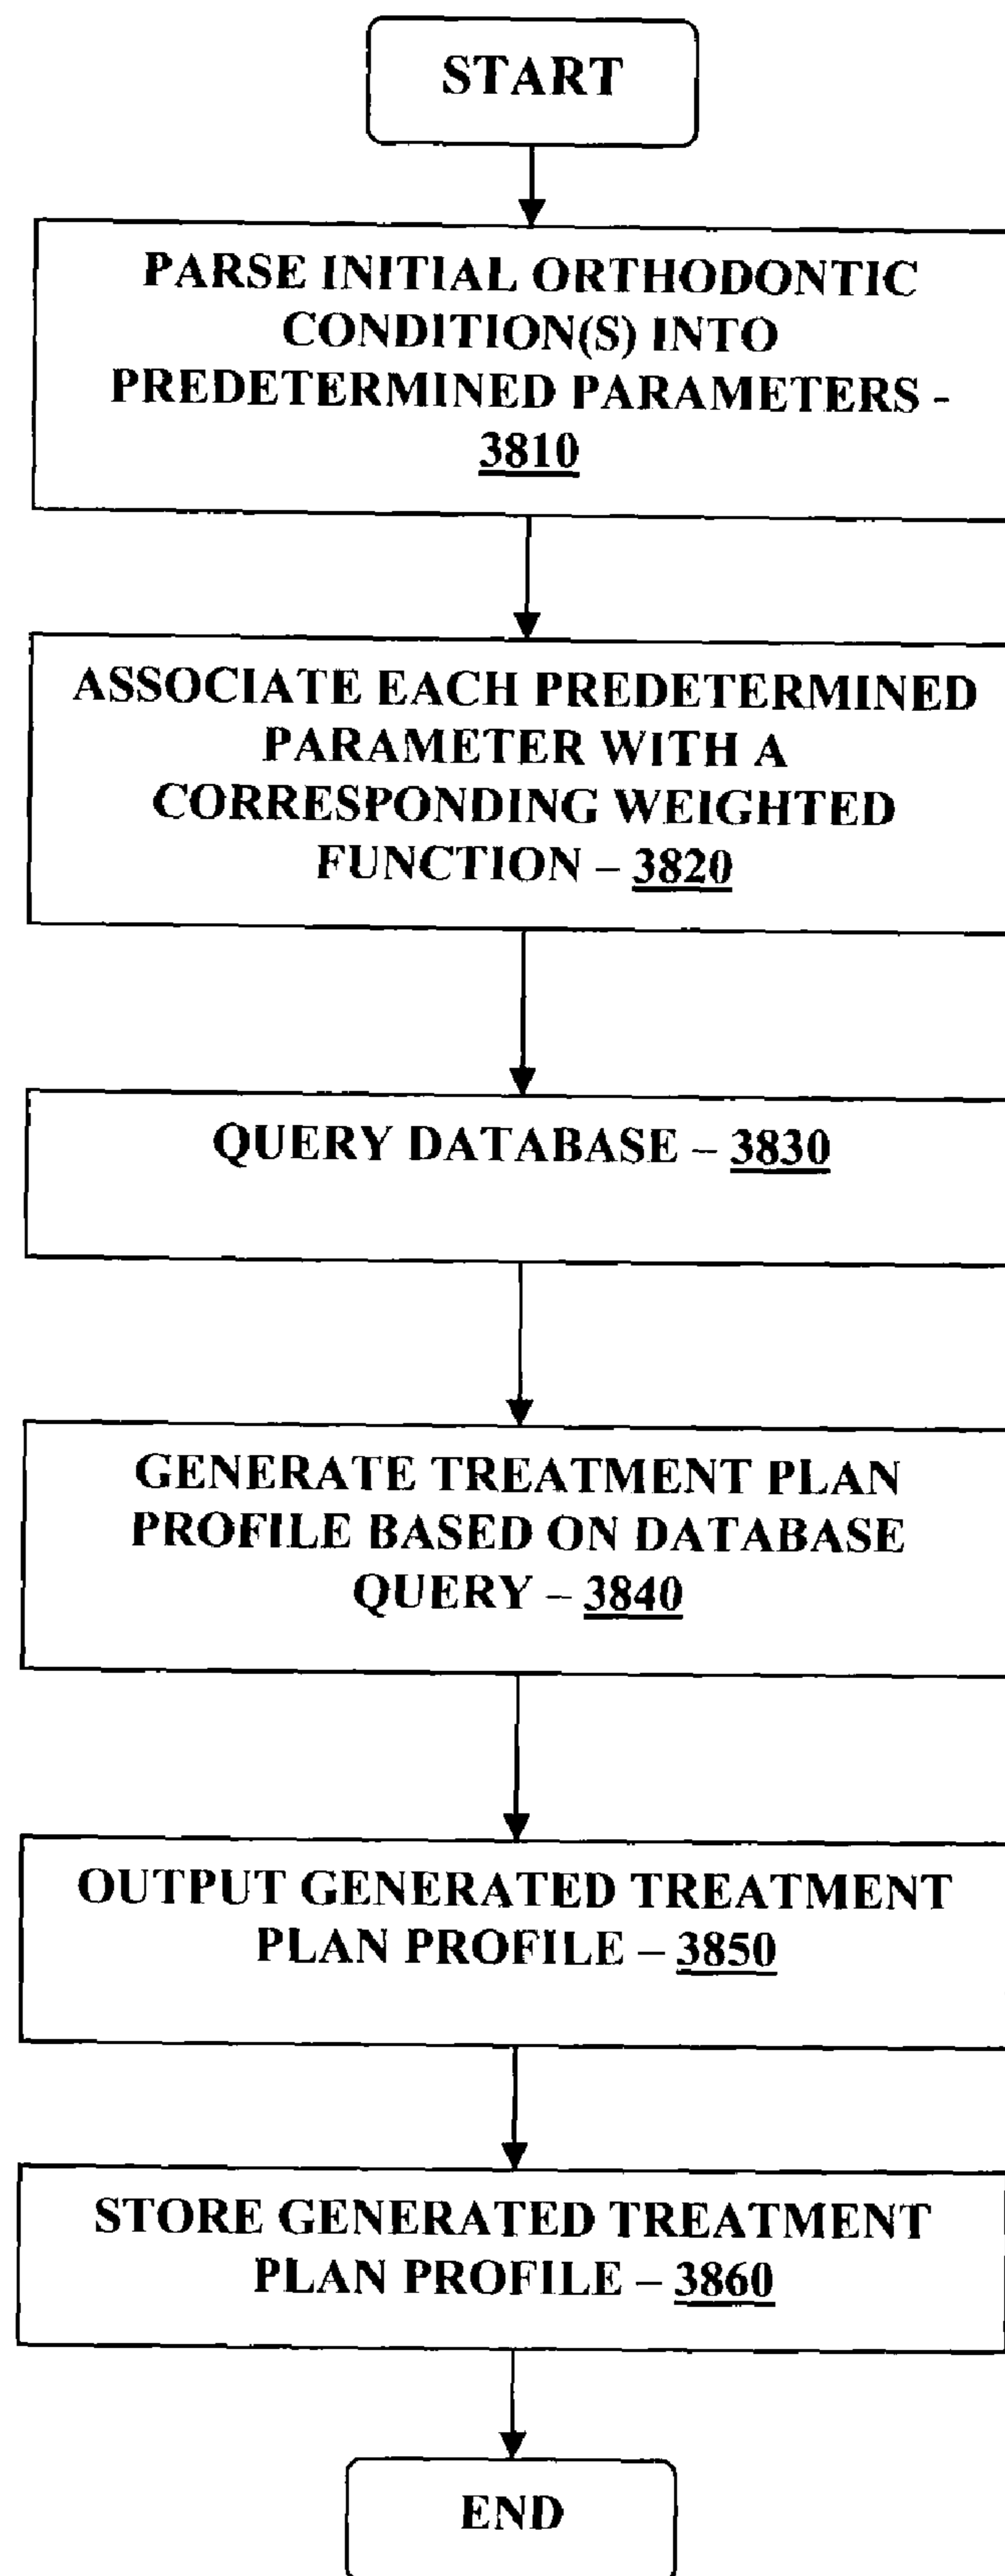 START
PARSE INITIAL ORTHODONTIC
CONDITION(S) INTO
PREDETERMINED PARAMETERS -
3810
ASSOCIATE EACH PREDETERMINED
PARAMETER WITH A
CORRESPONDING WEIGHTED
FUNCTION – 3820
QUERY DATABASE – 3830
GENERATE TREATMENT PLAN
PROFILE BASED ON DATABASE
QUERY – 3840
OUTPUT GENERATED TREATMENT
PLAN PROFILE – 3850
STORE GENERATED TREATMENT
PLAN PROFILE – 3860
END